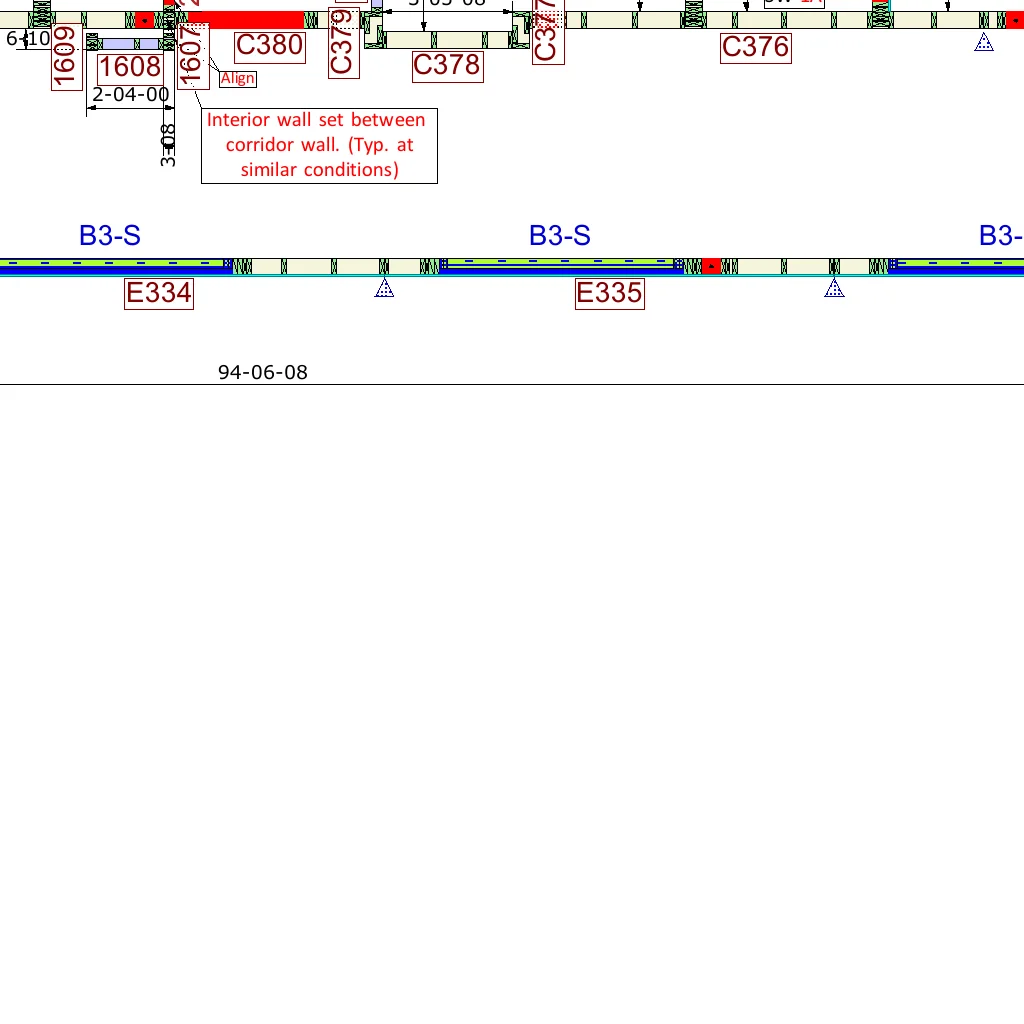 6-10
1609
1608
1607
C380
C379
C378
C377
C376
Align
2-04-00
3-08
Interior wall set between
corridor wall. (Typ. at
similar conditions)
B3-S
B3-S
B3-
E334
E335
94-06-08